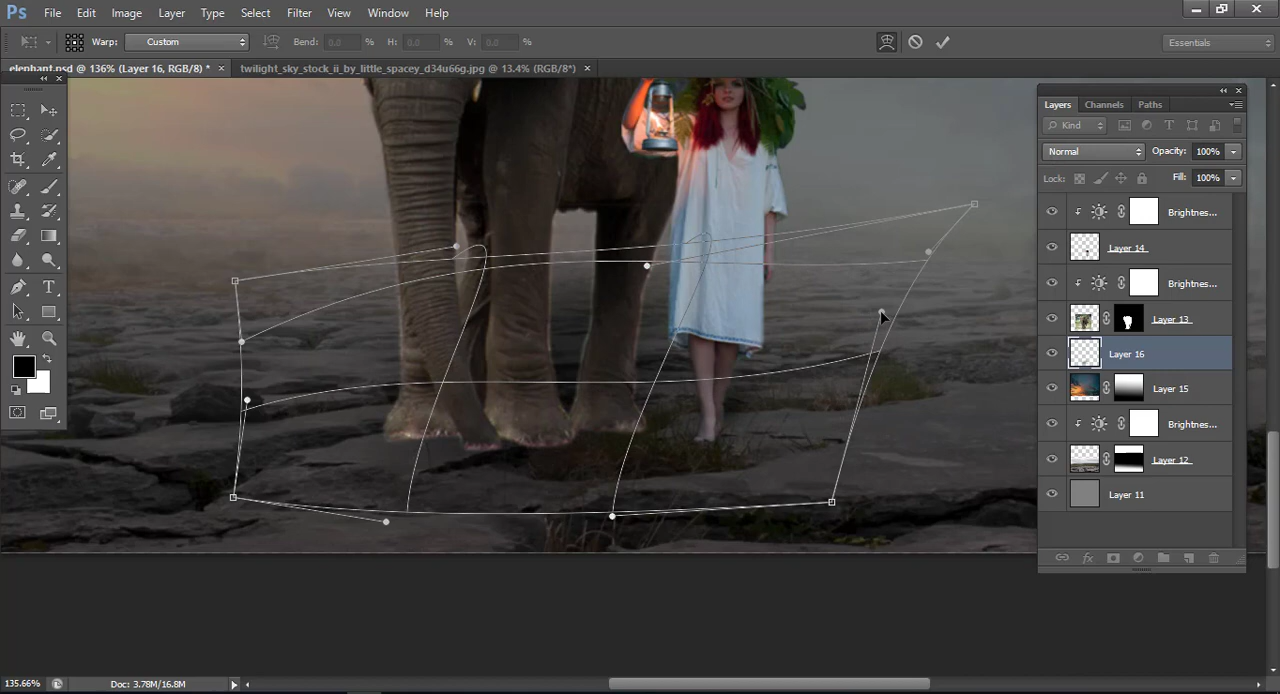 Ps File Edit Image Layer Type Select Filter View Window Help
Warp: Custom Bend: 0.0 % H: 0.0 % V: 0.0 % Essentials
elephant.psd @ 136% (Layer 16, RGB/8) * × twilight_sky_stock_ii_by_little_spacey_d34u66g.jpg @ 13.4% (RGB/8*) ×
Layers Channels Paths
Kind
Normal Opacity: 100%
Lock: Fill: 100%
Brightnes...
Layer 14
Brightnes...
Layer 13
Layer 16
Layer 15
Brightnes...
Layer 12
Layer 11
135.66% Doc: 3.78M/16.8M